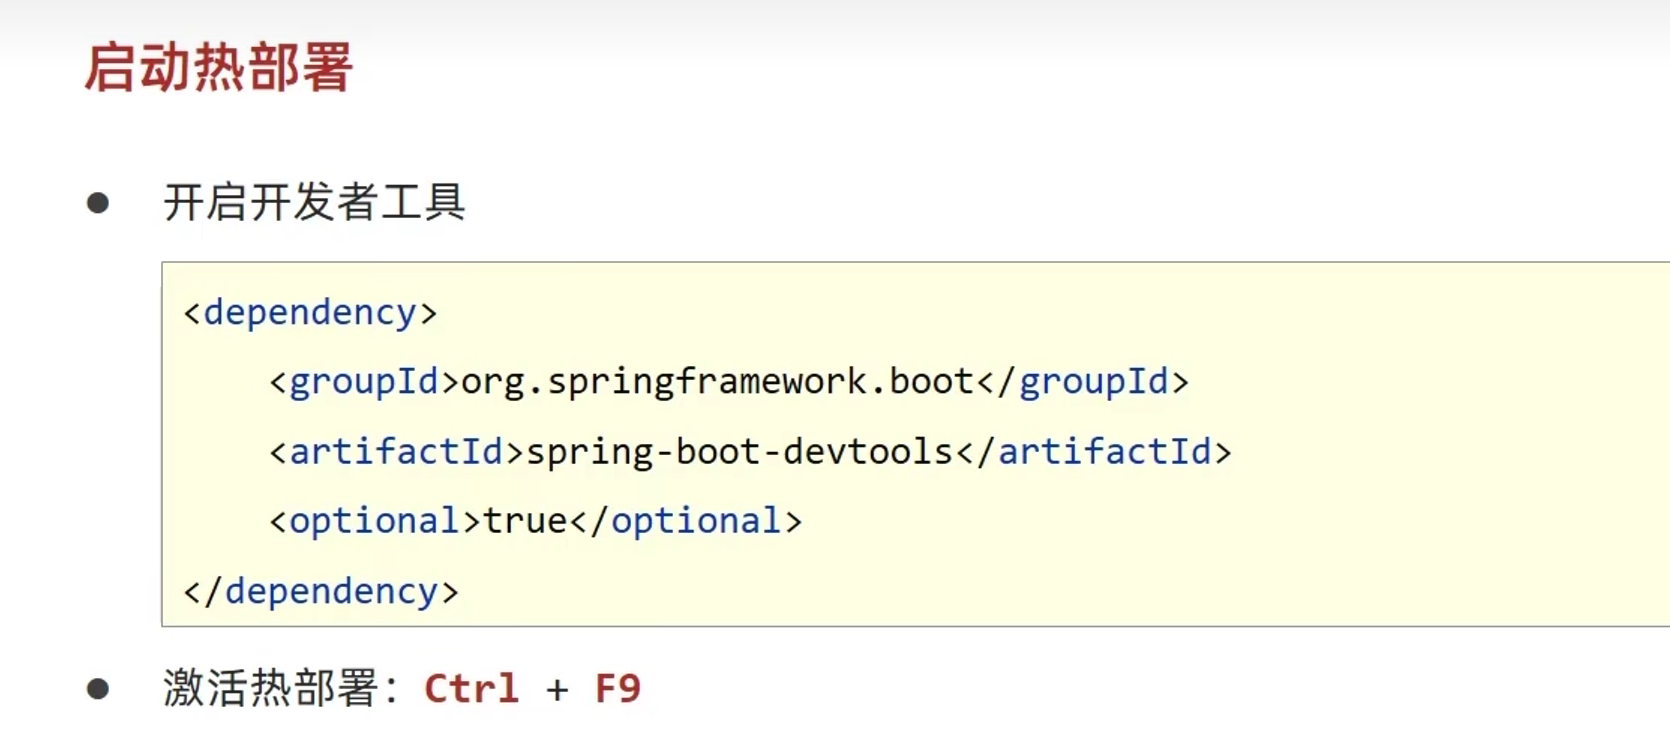 启动热部署
● 开启开发者工具
<dependency>
    <groupId>org.springframework.boot</groupId>
    <artifactId>spring-boot-devtools</artifactId>
    <optional>true</optional>
</dependency>
● 激活热部署：Ctrl + F9